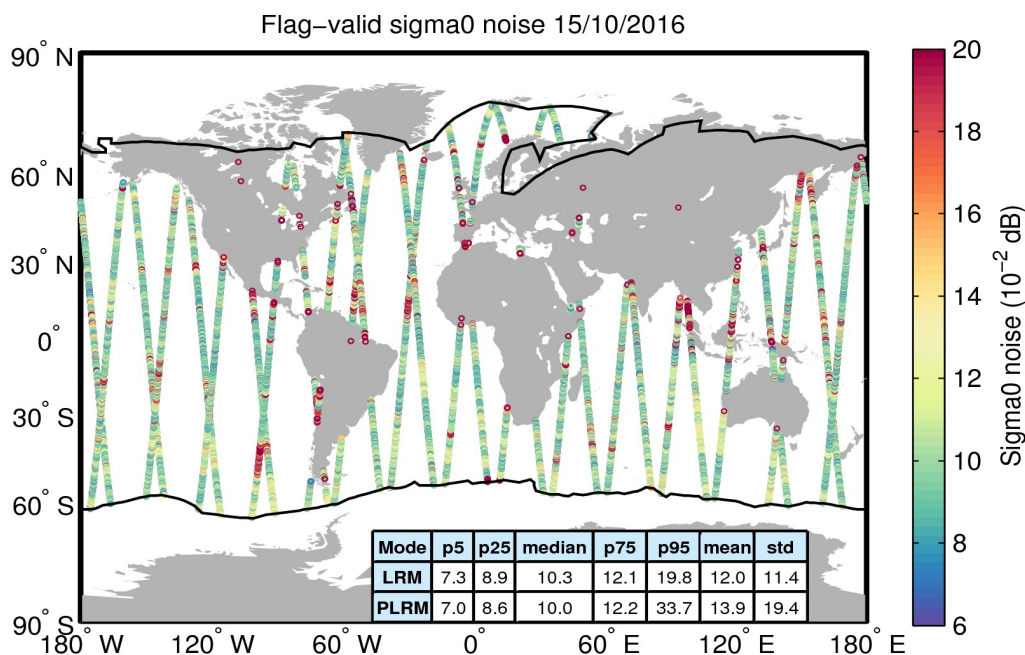 Flag−valid sigma0 noise 15/10/2016
90° N
60° N
30° N
0°
30° S
60° S
90° S
180° W
120° W
60° W
0°
60° E
120° E
180° E
Mode p5 p25 median p75 p95 mean std
LRM 7.3 8.9 10.3 12.1 19.8 12.0 11.4
PLRM 7.0 8.6 10.0 12.2 33.7 13.9 19.4
20
18
16
14
12
10
8
6
Sigma0 noise (10⁻² dB)